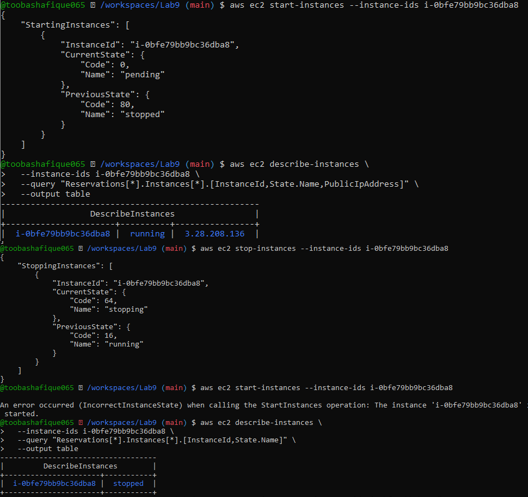 @toobashafique065 /workspaces/Lab9 (main) $ aws ec2 start-instances --instance-ids i-0bfe79bb9bc36dba8
{
    "StartingInstances": [
        {
            "InstanceId": "i-0bfe79bb9bc36dba8",
            "CurrentState": {
                "Code": 0,
                "Name": "pending"
            },
            "PreviousState": {
                "Code": 80,
                "Name": "stopped"
            }
        }
    ]
}
@toobashafique065 /workspaces/Lab9 (main) $ aws ec2 describe-instances \
>   --instance-ids i-0bfe79bb9bc36dba8 \
>   --query "Reservations[*].Instances[*].[InstanceId,State.Name,PublicIpAddress]" \
>   --output table
---------------------------------------------------
|                DescribeInstances                |
+----------------------+----------+---------------+
|  i-0bfe79bb9bc36dba8 |  running |  3.28.208.136 |
@toobashafique065 /workspaces/Lab9 (main) $ aws ec2 stop-instances --instance-ids i-0bfe79bb9bc36dba8
{
    "StoppingInstances": [
        {
            "InstanceId": "i-0bfe79bb9bc36dba8",
            "CurrentState": {
                "Code": 64,
                "Name": "stopping"
            },
            "PreviousState": {
                "Code": 16,
                "Name": "running"
            }
        }
    ]
}
@toobashafique065 /workspaces/Lab9 (main) $ aws ec2 start-instances --instance-ids i-0bfe79bb9bc36dba8
An error occurred (IncorrectInstanceState) when calling the StartInstances operation: The instance 'i-0bfe79bb9bc36dba8'
started.
@toobashafique065 /workspaces/Lab9 (main) $ aws ec2 describe-instances \
>   --instance-ids i-0bfe79bb9bc36dba8 \
>   --query "Reservations[*].Instances[*].[InstanceId,State.Name]" \
>   --output table
------------------------------------
|         DescribeInstances        |
+----------------------+-----------+
|  i-0bfe79bb9bc36dba8 |  stopped  |
+----------------------+-----------+